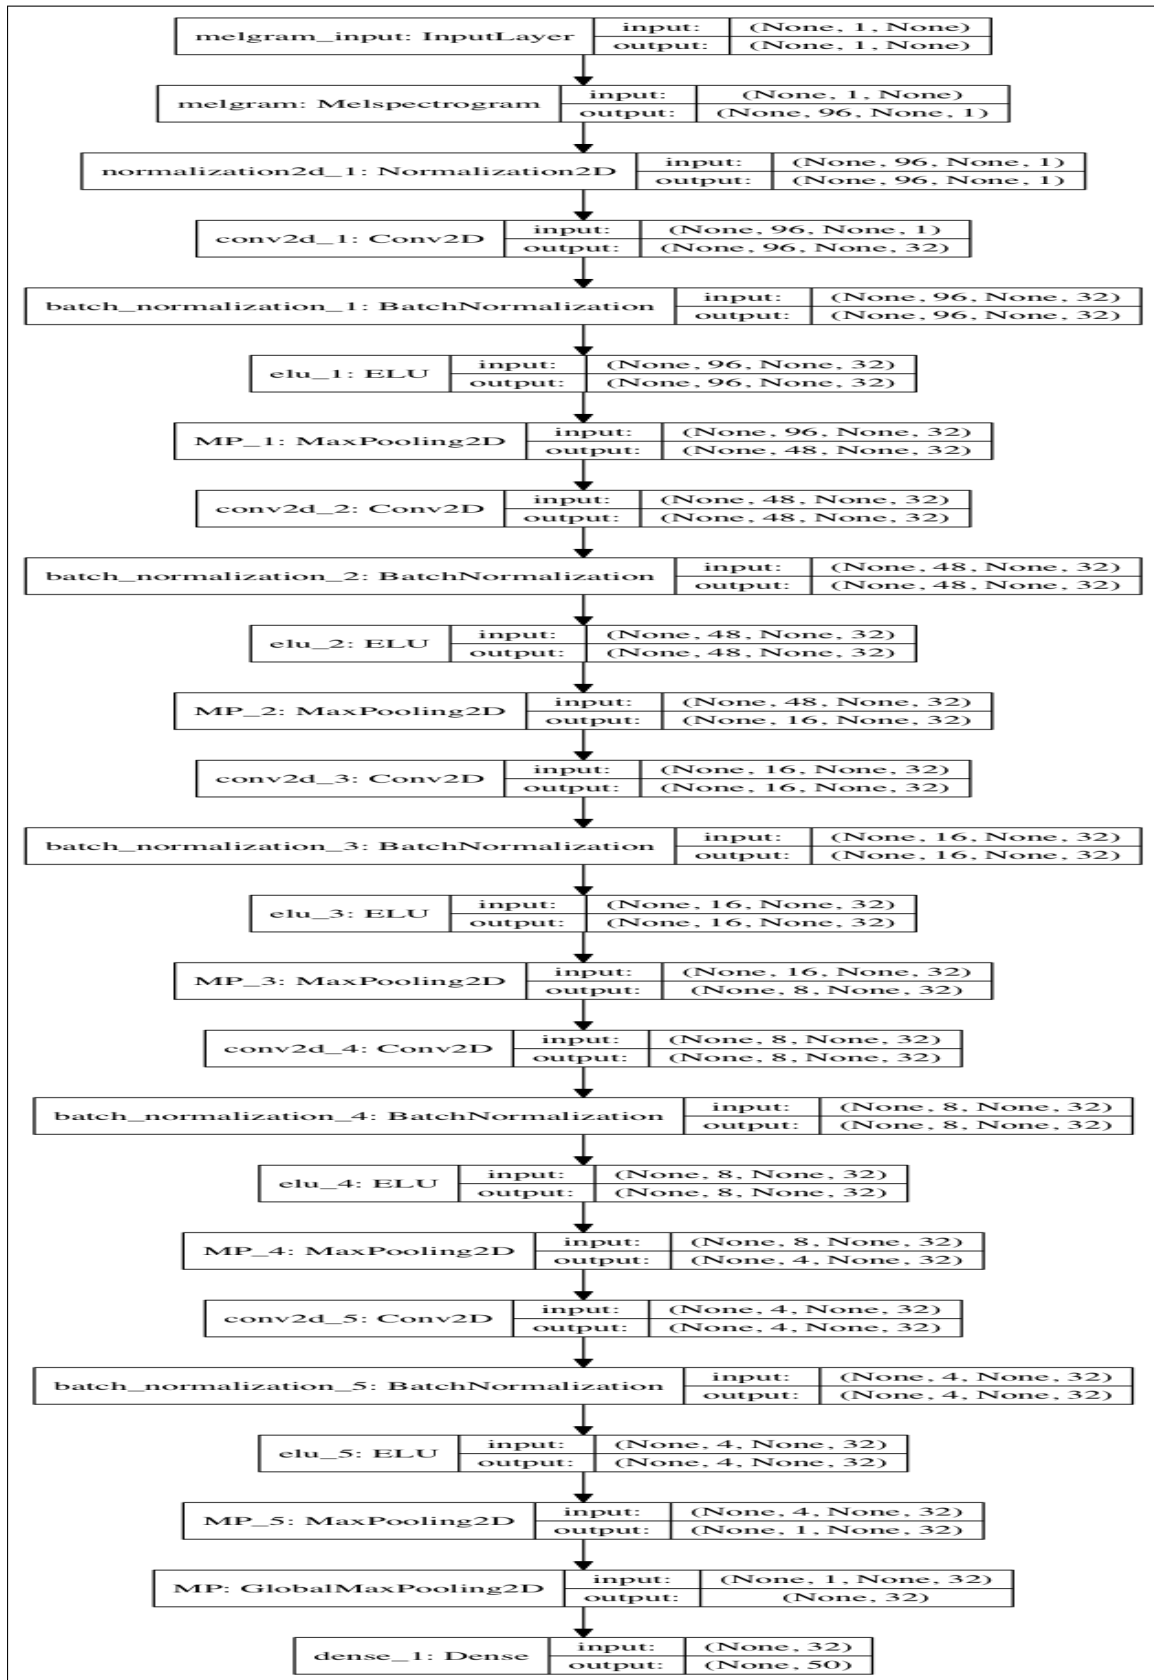 melgram_input: InputLayer input: (None, 1, None)
output: (None, 1, None)
melgram: Melspectrogram input: (None, 1, None)
output: (None, 96, None, 1)
normalization2d_1: Normalization2D input: (None, 96, None, 1)
output: (None, 96, None, 1)
conv2d_1: Conv2D input: (None, 96, None, 1)
output: (None, 96, None, 32)
batch_normalization_1: BatchNormalization input: (None, 96, None, 32)
output: (None, 96, None, 32)
elu_1: ELU input: (None, 96, None, 32)
output: (None, 96, None, 32)
MP_1: MaxPooling2D input: (None, 96, None, 32)
output: (None, 48, None, 32)
conv2d_2: Conv2D input: (None, 48, None, 32)
output: (None, 48, None, 32)
batch_normalization_2: BatchNormalization input: (None, 48, None, 32)
output: (None, 48, None, 32)
elu_2: ELU input: (None, 48, None, 32)
output: (None, 48, None, 32)
MP_2: MaxPooling2D input: (None, 48, None, 32)
output: (None, 16, None, 32)
conv2d_3: Conv2D input: (None, 16, None, 32)
output: (None, 16, None, 32)
batch_normalization_3: BatchNormalization input: (None, 16, None, 32)
output: (None, 16, None, 32)
elu_3: ELU input: (None, 16, None, 32)
output: (None, 16, None, 32)
MP_3: MaxPooling2D input: (None, 16, None, 32)
output: (None, 8, None, 32)
conv2d_4: Conv2D input: (None, 8, None, 32)
output: (None, 8, None, 32)
batch_normalization_4: BatchNormalization input: (None, 8, None, 32)
output: (None, 8, None, 32)
elu_4: ELU input: (None, 8, None, 32)
output: (None, 8, None, 32)
MP_4: MaxPooling2D input: (None, 8, None, 32)
output: (None, 4, None, 32)
conv2d_5: Conv2D input: (None, 4, None, 32)
output: (None, 4, None, 32)
batch_normalization_5: BatchNormalization input: (None, 4, None, 32)
output: (None, 4, None, 32)
elu_5: ELU input: (None, 4, None, 32)
output: (None, 4, None, 32)
MP_5: MaxPooling2D input: (None, 4, None, 32)
output: (None, 1, None, 32)
MP: GlobalMaxPooling2D input: (None, 1, None, 32)
output: (None, 32)
dense_1: Dense input: (None, 32)
output: (None, 50)